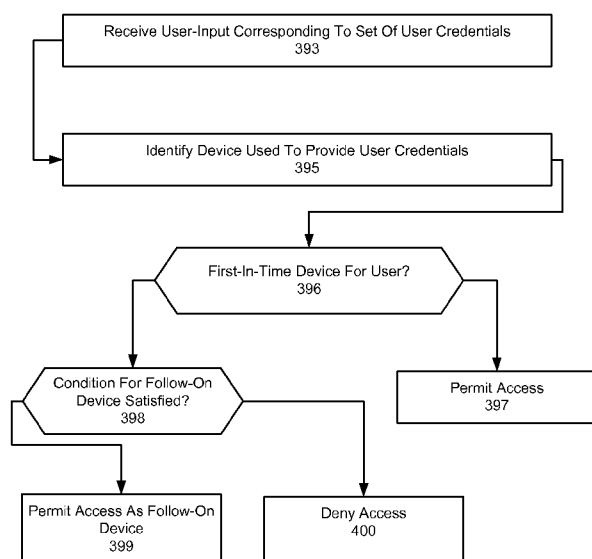 Receive User-Input Corresponding To Set Of User Credentials
393
Identify Device Used To Provide User Credentials
395
First-In-Time Device For User?
396
Condition For Follow-On
Device Satisfied?
398
Permit Access
397
Permit Access As Follow-On
Device
399
Deny Access
400